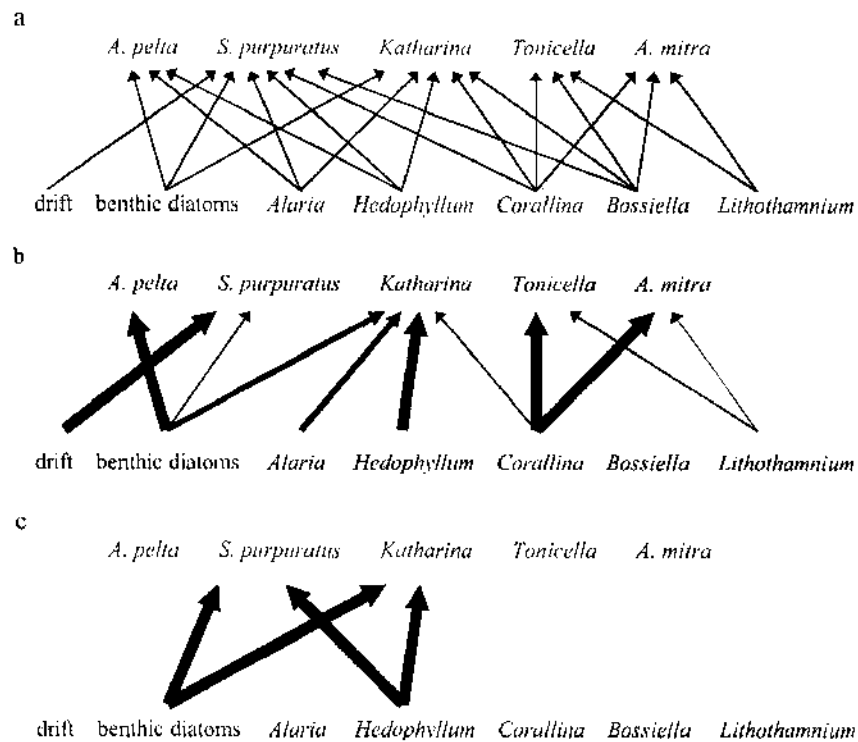 a
A. pelta S. purpuratus Katharina Tonicella A. mitra
drift benthic diatoms Alaria Hedophyllum Corallina Bossiella Lithothamnium
b
A. pelta S. purpuratus Katharina Tonicella A. mitra
drift benthic diatoms Alaria Hedophyllum Corallina Bossiella Lithothamnium
c
A. pelta S. purpuratus Katharina Tonicella A. mitra
drift benthic diatoms Alaria Hedophyllum Corallina Bossiella Lithothamnium